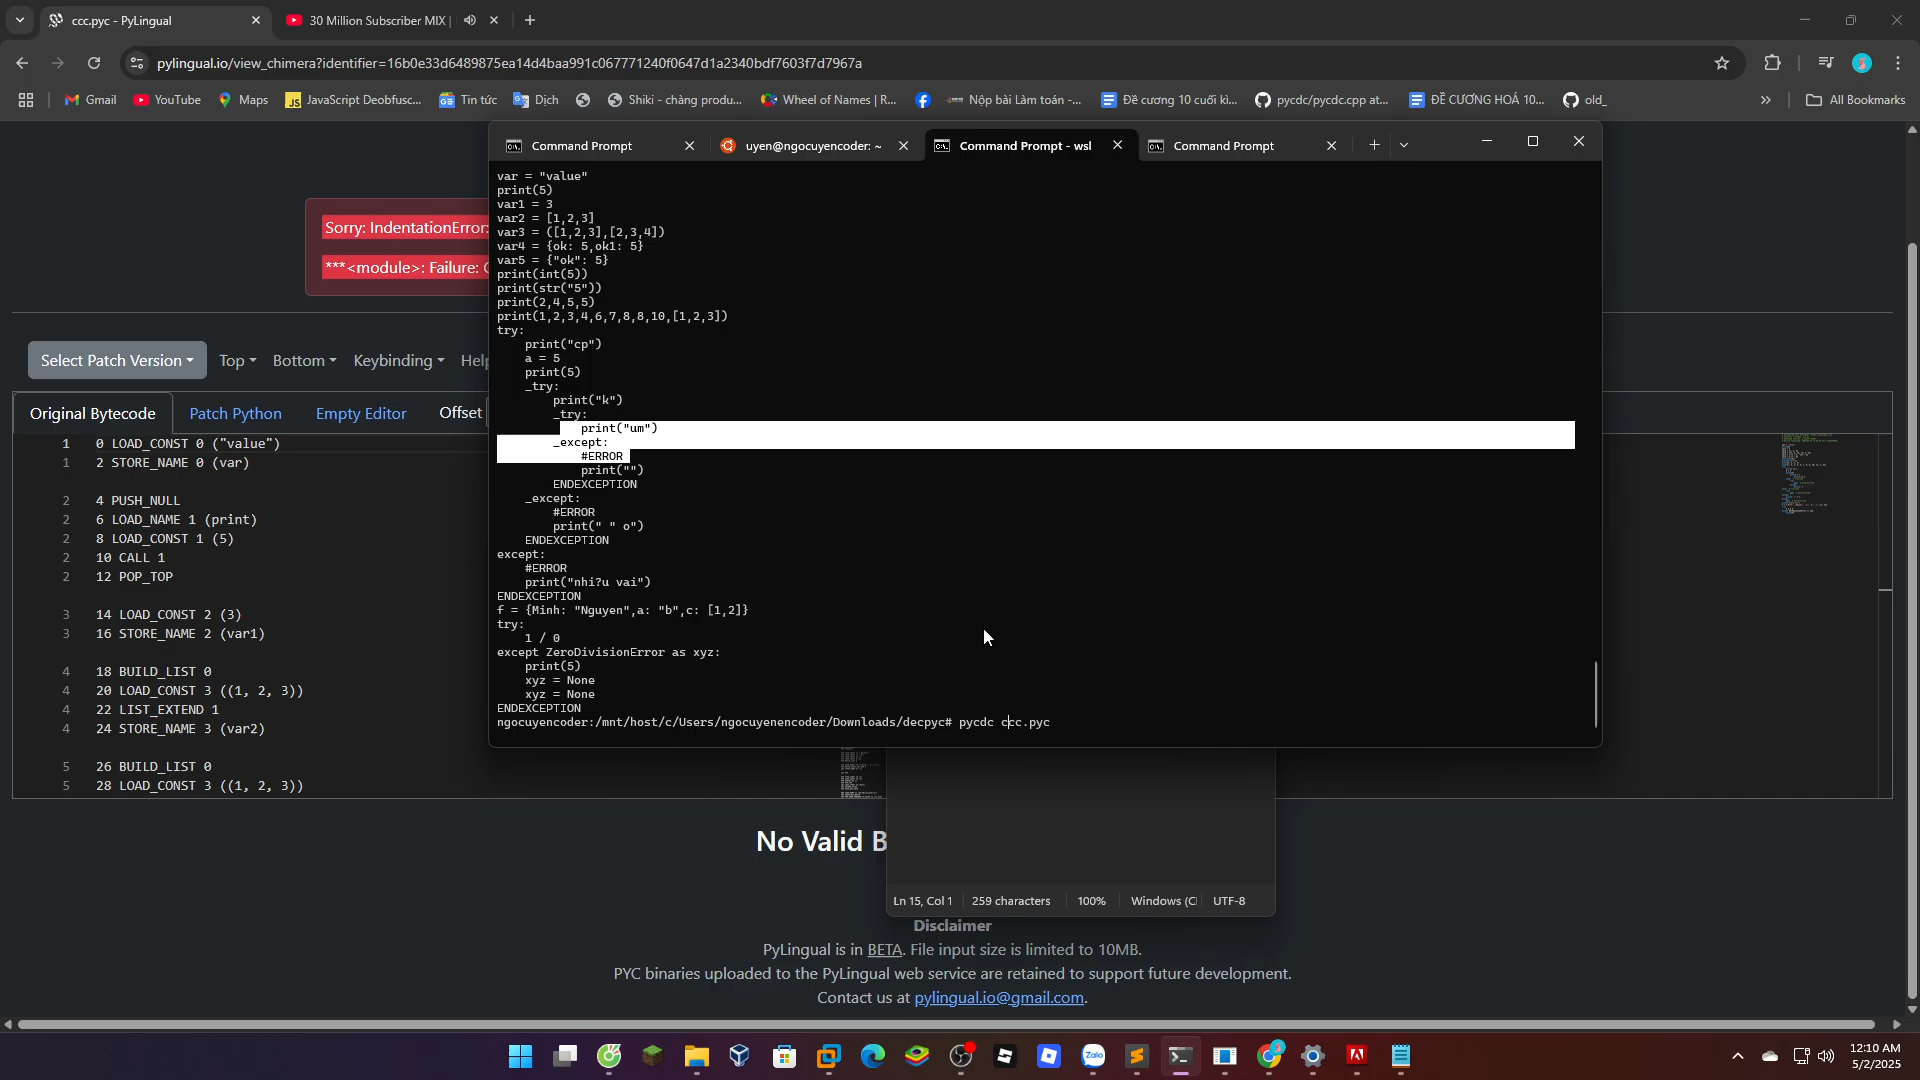 ccc.pyc - PyLingual
30 Million Subscriber MIX |
pylingual.io/view_chimera?identifier=16b0e33d6489875ea14d4baa991c067771240f0647d1a2340bdf7603f7d7967a
Gmail
YouTube
Maps
JavaScript Deobfusc...
Tin tức
Dịch
Shiki - chàng produ...
Wheel of Names | R...
Nộp bài Làm toán -...
Đề cương 10 cuối kì...
pycdc/pycdc.cpp at...
ĐỀ CƯƠNG HOÁ 10...
old_
All Bookmarks
Command Prompt
uyen@ngocuyencoder: ~
Command Prompt - wsl
Command Prompt
Sorry: IndentationError:
***<module>: Failure: 
Select Patch Version
Top
Bottom
Keybinding
Help
Original Bytecode
Patch Python
Empty Editor
Offset
1 0 LOAD_CONST 0 ("value")
1 2 STORE_NAME 0 (var)
2 4 PUSH_NULL
2 6 LOAD_NAME 1 (print)
2 8 LOAD_CONST 1 (5)
2 10 CALL 1
2 12 POP_TOP
3 14 LOAD_CONST 2 (3)
3 16 STORE_NAME 2 (var1)
4 18 BUILD_LIST 0
4 20 LOAD_CONST 3 ((1, 2, 3))
4 22 LIST_EXTEND 1
4 24 STORE_NAME 3 (var2)
5 26 BUILD_LIST 0
5 28 LOAD_CONST 3 ((1, 2, 3))
var = "value"
print(5)
var1 = 3
var2 = [1,2,3]
var3 = ([1,2,3],[2,3,4])
var4 = {ok: 5,ok1: 5}
var5 = {"ok": 5}
print(int(5))
print(str("5"))
print(2,4,5,5)
print(1,2,3,4,6,7,8,8,10,[1,2,3])
try:
    print("cp")
    a = 5
    print(5)
    _try:
        print("k")
        _try:
            print("um")
        _except:
            #ERROR
            print("")
        ENDEXCEPTION
    _except:
        #ERROR
        print(" " o")
    ENDEXCEPTION
except:
    #ERROR
    print("nhi?u vai")
ENDEXCEPTION
f = {Minh: "Nguyen",a: "b",c: [1,2]}
try:
    1 / 0
except ZeroDivisionError as xyz:
    print(5)
    xyz = None
    xyz = None
ENDEXCEPTION
ngocuyencoder:/mnt/host/c/Users/ngocuyenencoder/Downloads/decpyc# pycdc ccc.pyc
No Valid B
Ln 15, Col 1
259 characters
100%
Windows (C
UTF-8
Disclaimer
PyLingual is in BETA. File input size is limited to 10MB.
PYC binaries uploaded to the PyLingual web service are retained to support future development.
Contact us at pylingual.io@gmail.com.
12:10 AM
5/2/2025